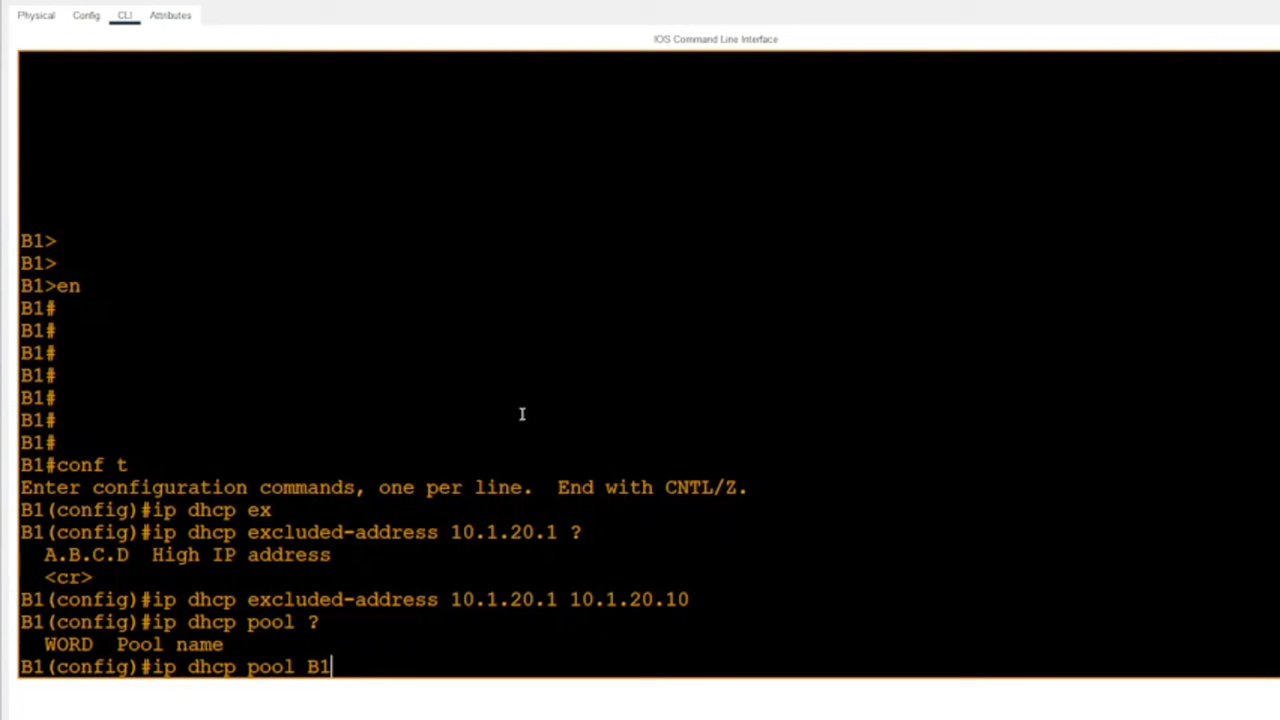 Physical Config CLI Attributes
IOS Command Line Interface
B1>
B1>
B1>en
B1#
B1#
B1#
B1#
B1#
B1#
B1#
B1#conf t
Enter configuration commands, one per line.  End with CNTL/Z.
B1(config)#ip dhcp ex
B1(config)#ip dhcp excluded-address 10.1.20.1 ?
  A.B.C.D  High IP address
  <cr>
B1(config)#ip dhcp excluded-address 10.1.20.1 10.1.20.10
B1(config)#ip dhcp pool ?
  WORD  Pool name
B1(config)#ip dhcp pool B1